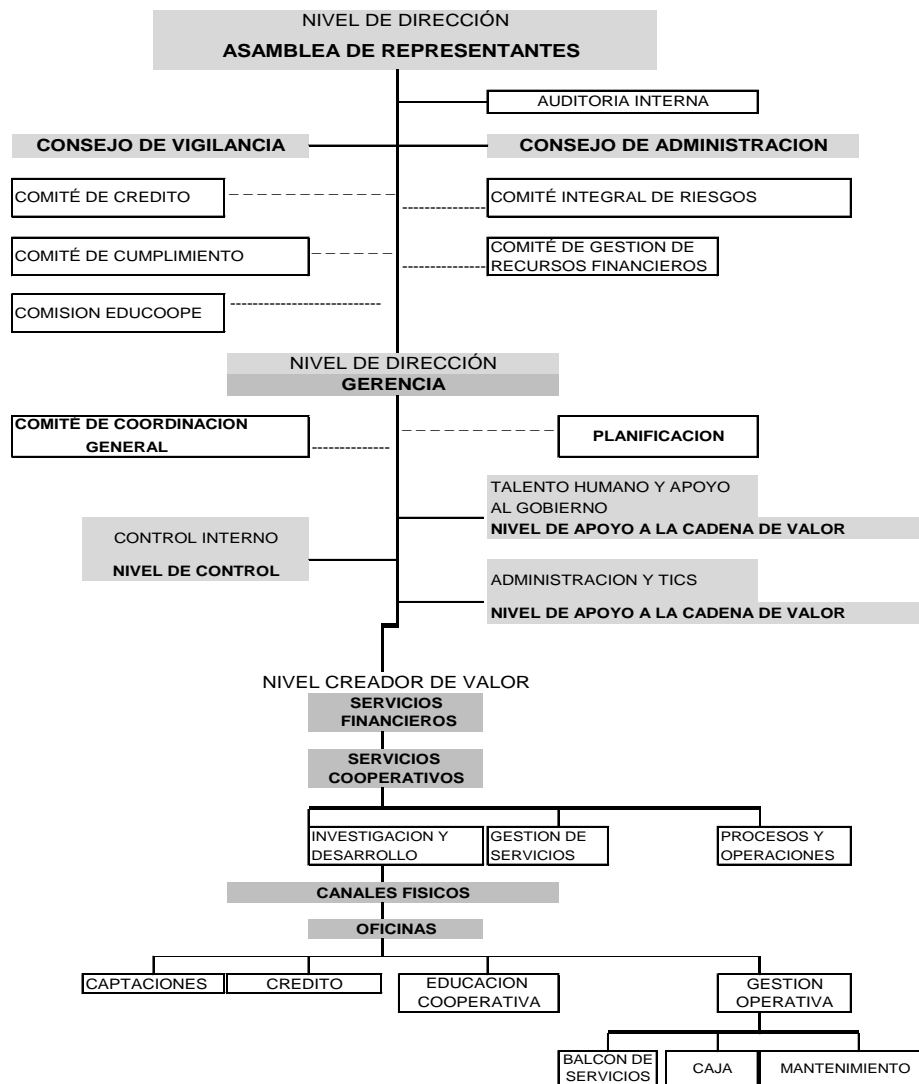 NIVEL DE DIRECCIÓN
ASAMBLEA DE REPRESENTANTES
AUDITORIA INTERNA
CONSEJO DE VIGILANCIA
CONSEJO DE ADMINISTRACION
COMITÉ DE CREDITO
COMITÉ INTEGRAL DE RIESGOS
COMITÉ DE CUMPLIMIENTO
COMITÉ DE GESTION DE
RECURSOS FINANCIEROS
COMISION EDUCOOPE
NIVEL DE DIRECCIÓN
GERENCIA
COMITÉ DE COORDINACION
GENERAL
PLANIFICACION
TALENTO HUMANO Y APOYO
AL GOBIERNO
NIVEL DE APOYO A LA CADENA DE VALOR
CONTROL INTERNO
NIVEL DE CONTROL
ADMINISTRACION Y TICS
NIVEL DE APOYO A LA CADENA DE VALOR
NIVEL CREADOR DE VALOR
SERVICIOS
FINANCIEROS
SERVICIOS
COOPERATIVOS
INVESTIGACION Y
DESARROLLO
GESTION DE
SERVICIOS
PROCESOS Y
OPERACIONES
CANALES FISICOS
OFICINAS
CAPTACIONES
CREDITO
EDUCACION
COOPERATIVA
GESTION
OPERATIVA
BALCON DE
SERVICIOS
CAJA
MANTENIMIENTO